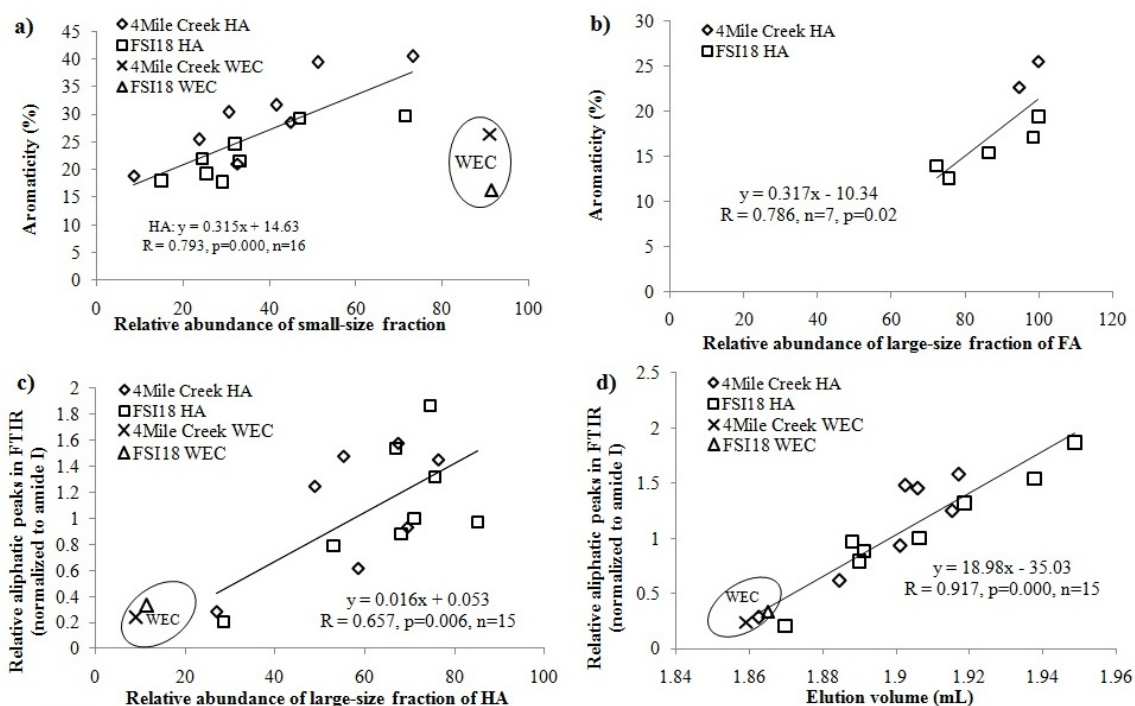 a)
4Mile Creek HA
FSI18 HA
4Mile Creek WEC
FSI18 WEC
45
40
35
30
25
20
15
10
5
0
Aromaticity (%)
WEC
HA: y = 0.315x + 14.63
R = 0.793, p=0.000, n=16
0 20 40 60 80 100
Relative abundance of small-size fraction
b)
4Mile Creek HA
FSI18 HA
30
25
20
15
10
5
0
Aromaticity (%)
y = 0.317x - 10.34
R = 0.786, n=7, p=0.02
0 20 40 60 80 100 120
Relative abundance of large-size fraction of FA
c)
4Mile Creek HA
FSI18 HA
4Mile Creek WEC
FSI18 WEC
2
1.8
1.6
1.4
1.2
1
0.8
0.6
0.4
0.2
0
Relative aliphatic peaks in FTIR
(normalized to amide I)
WEC
y = 0.016x + 0.053
R = 0.657, p=0.006, n=15
0 20 40 60 80 100
Relative abundance of large-size fraction of HA
d)
4Mile Creek HA
FSI18 HA
4Mile Creek WEC
FSI18 WEC
2.5
2
1.5
1
0.5
0
Relative aliphatic peaks in FTIR
(normalized to amide I)
WEC
y = 18.98x - 35.03
R = 0.917, p=0.000, n=15
1.84 1.86 1.88 1.9 1.92 1.94 1.96
Elution volume (mL)